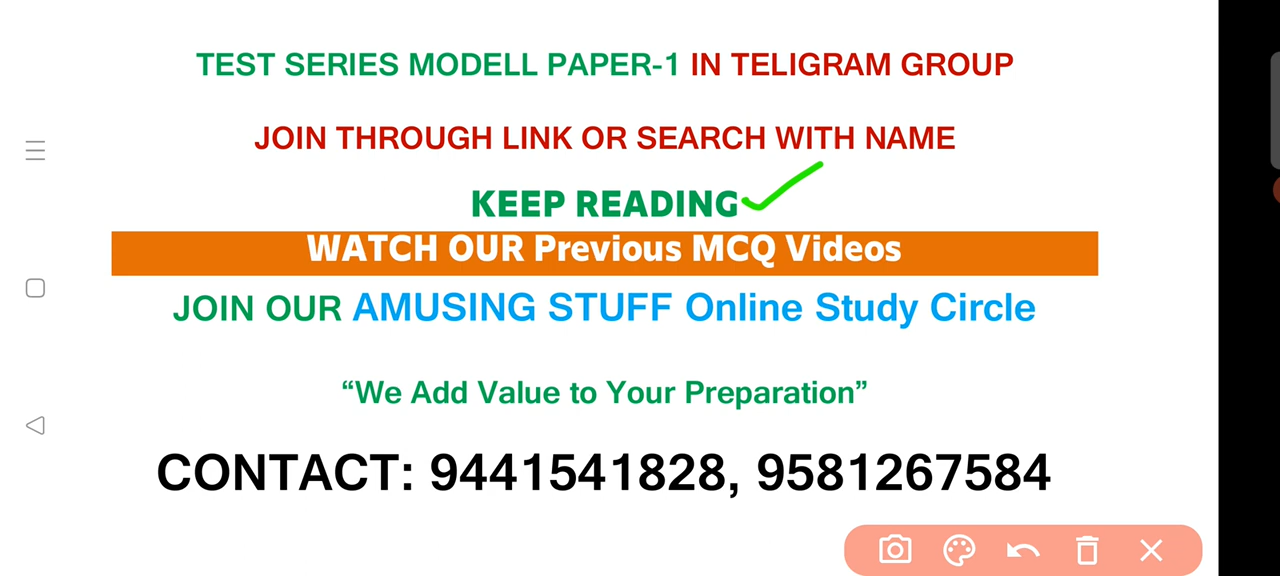 TEST SERIES MODELL PAPER-1 IN TELIGRAM GROUP
JOIN THROUGH LINK OR SEARCH WITH NAME
KEEP READING
WATCH OUR Previous MCQ Videos
JOIN OUR AMUSING STUFF Online Study Circle
“We Add Value to Your Preparation”
CONTACT: 9441541828, 9581267584